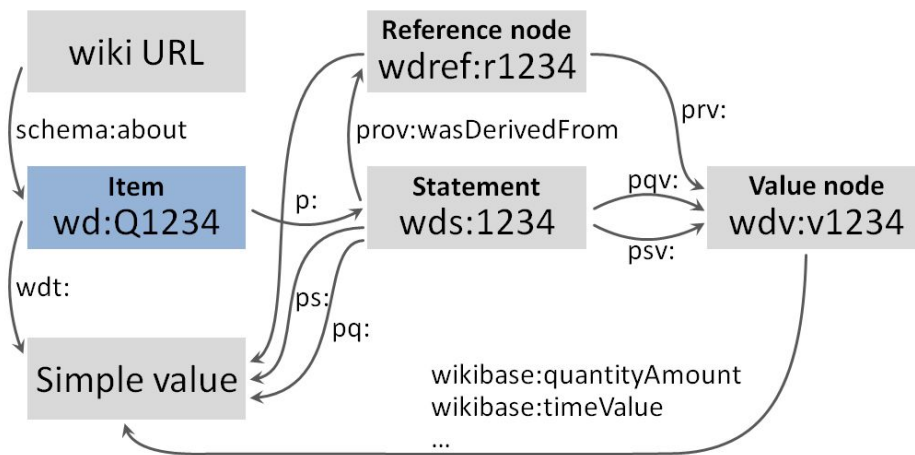 wiki URL
Reference node
wdref:r1234
prv:
schema:about
prov:wasDerivedFrom
Item
wd:Q1234
p:
Statement
wds:1234
pqv:
psv:
Value node
wdv:v1234
wdt:
ps:
pq:
Simple value
wikibase:quantityAmount
wikibase:timeValue
...